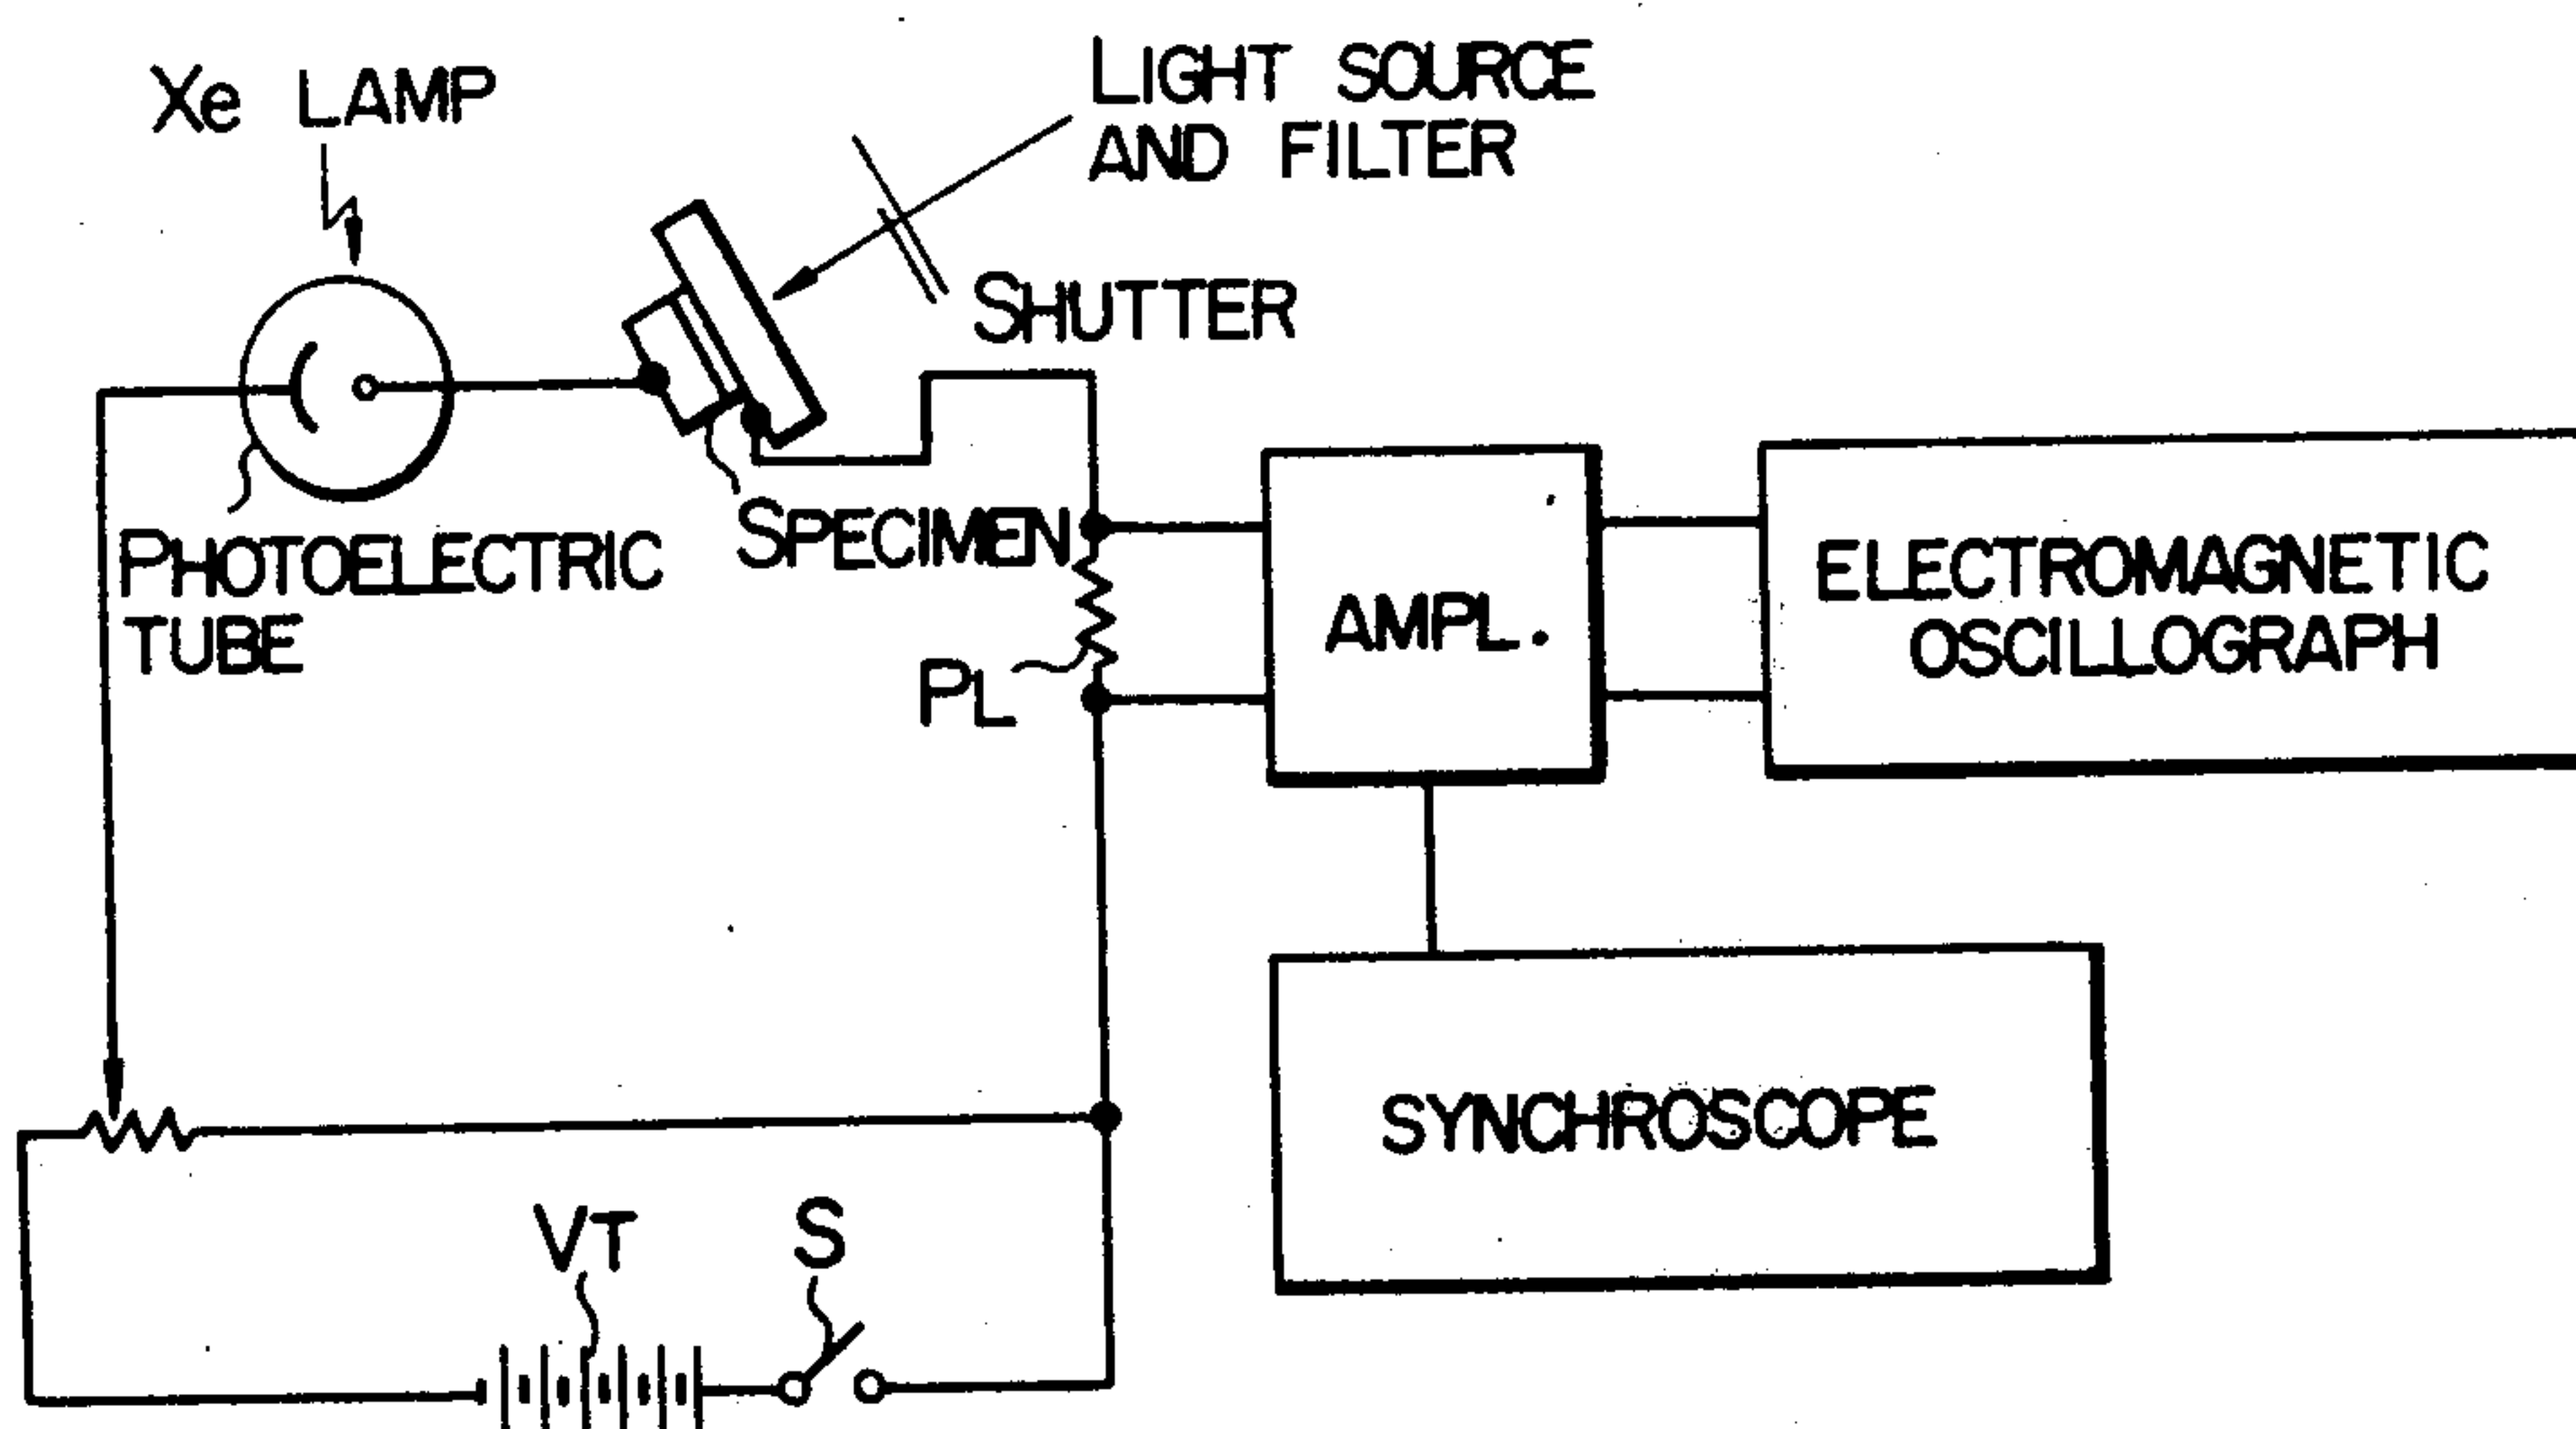 Xe LAMP
LIGHT SOURCE
AND FILTER
SHUTTER
SPECIMEN
PHOTOELECTRIC
TUBE
PL
AMPL.
ELECTROMAGNETIC
OSCILLOGRAPH
SYNCHROSCOPE
VT
S